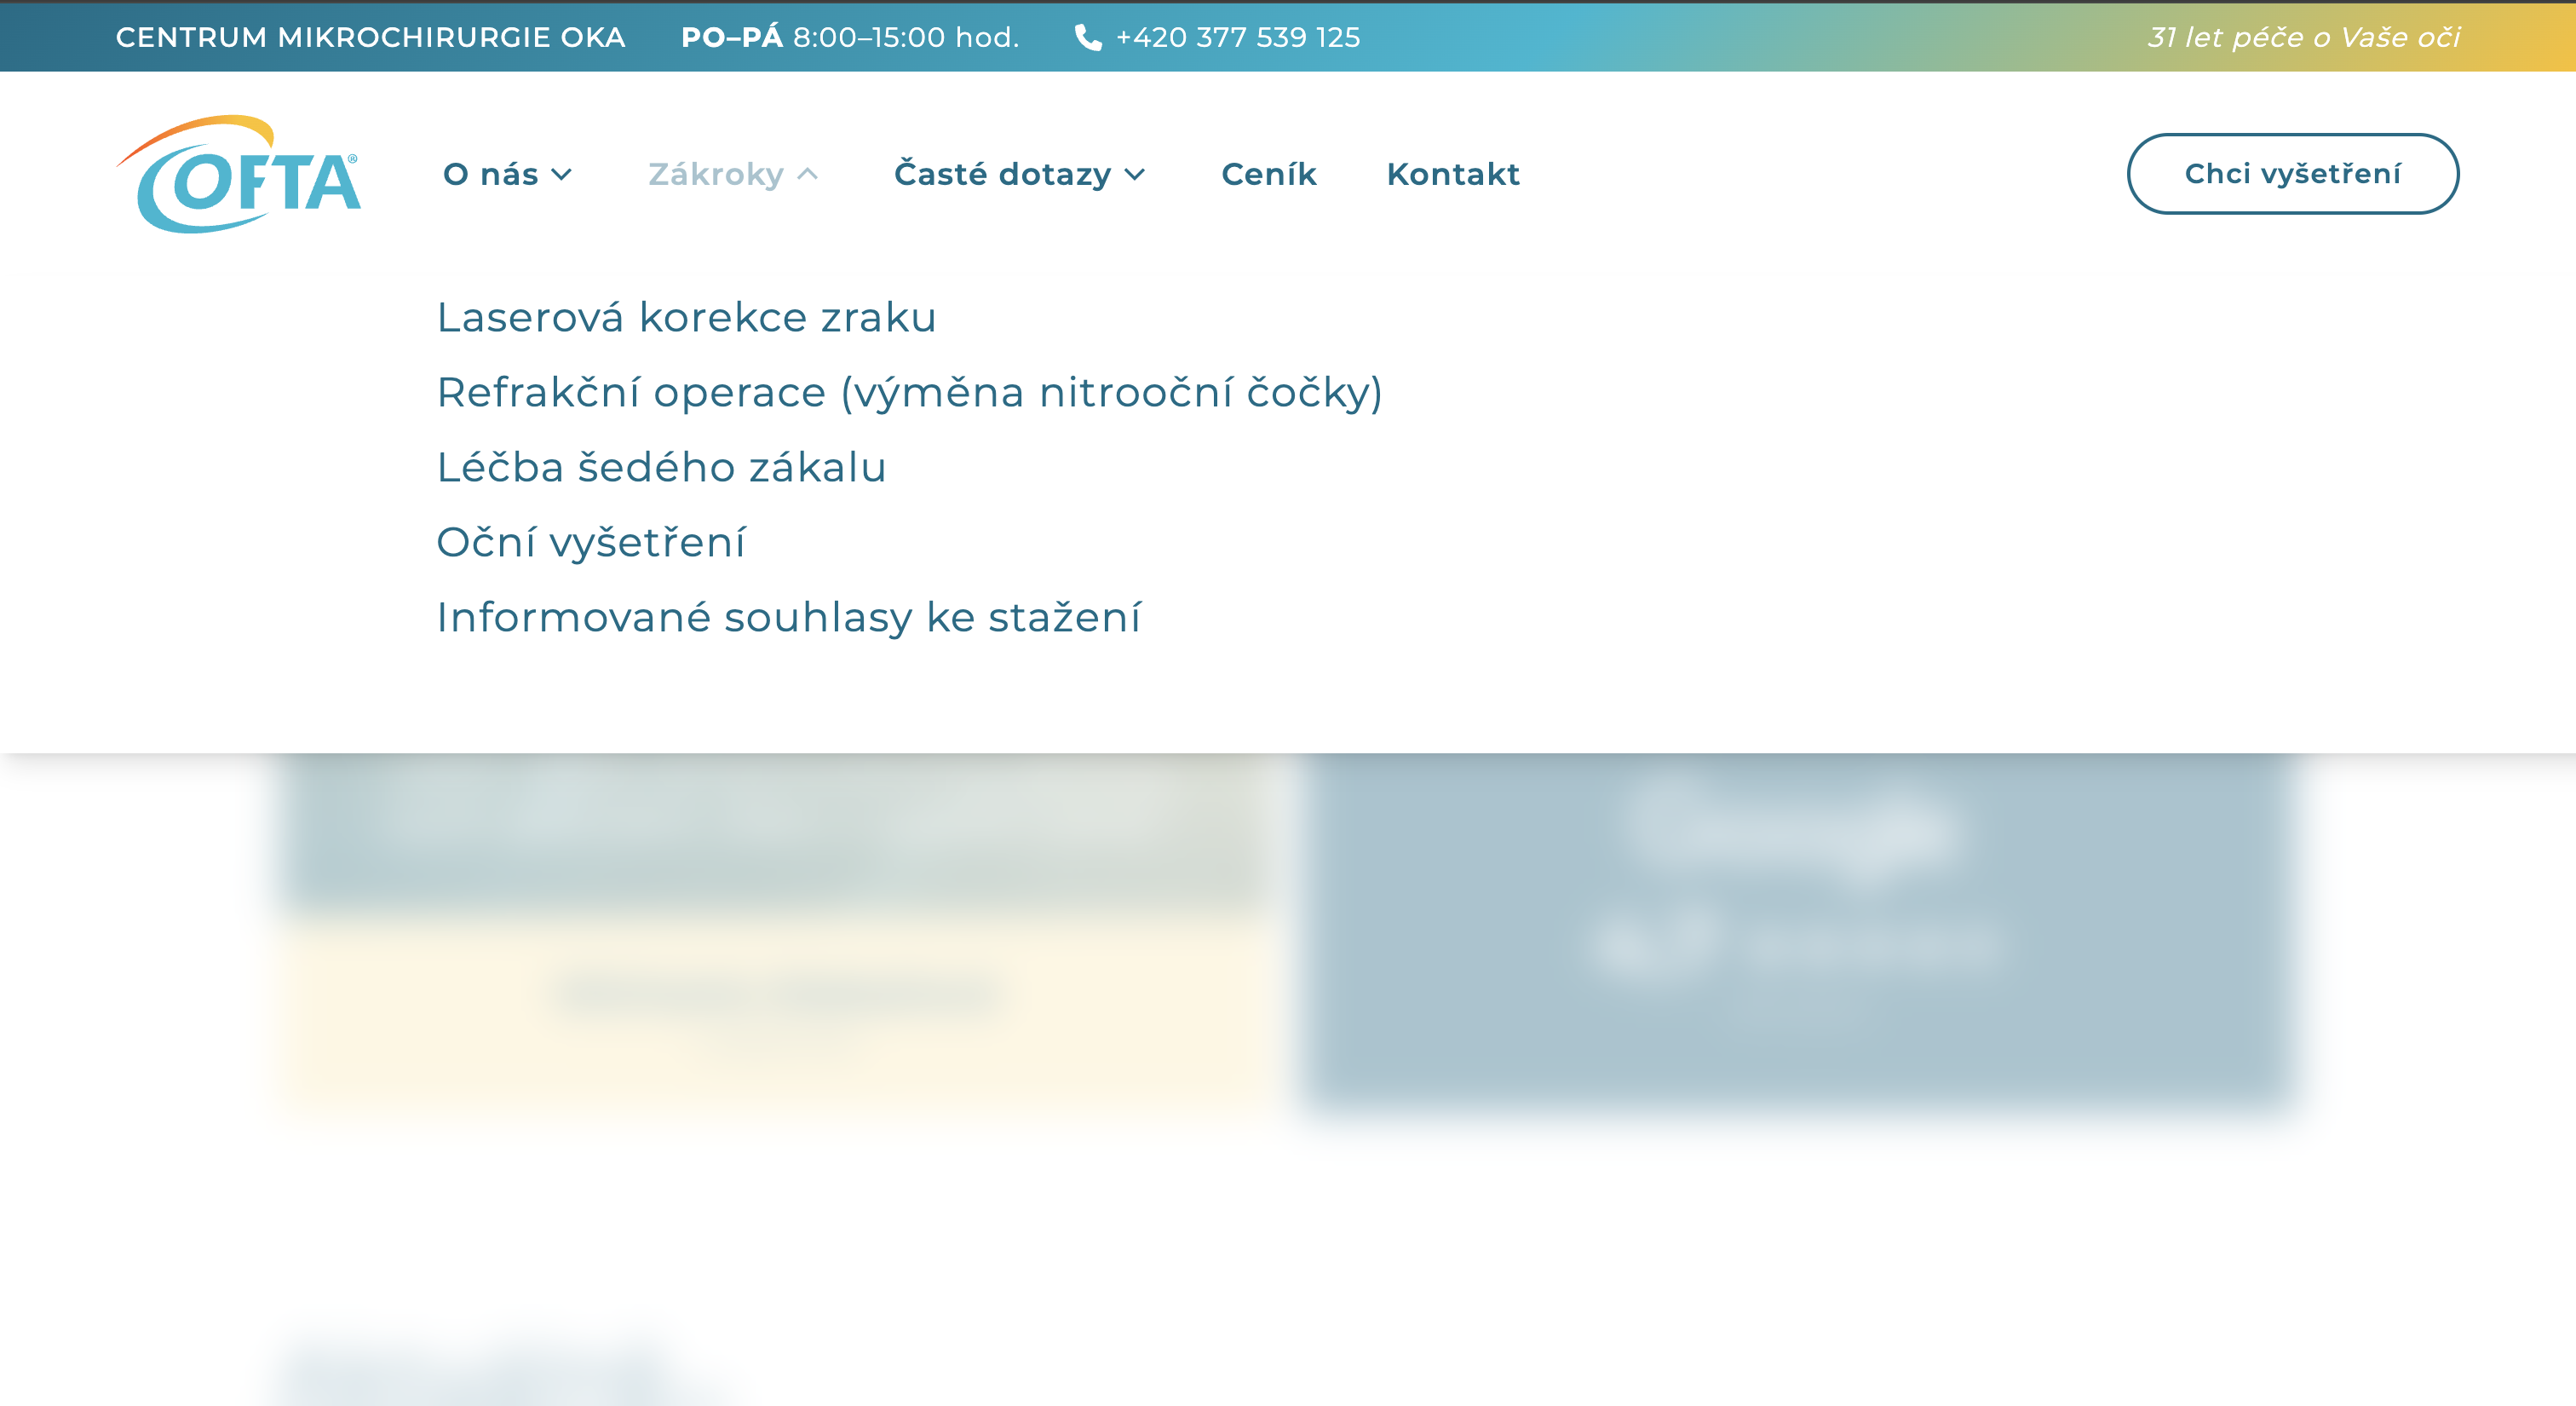 CENTRUM MIKROCHIRURGIE OKA PO–PÁ 8:00–15:00 hod. +420 377 539 125 31 let péče o Vaše oči
OFTA® O nás Zákroky Časté dotazy Ceník Kontakt Chci vyšetření
Laserová korekce zraku
Refrakční operace (výměna nitrooční čočky)
Léčba šedého zákalu
Oční vyšetření
Informované souhlasy ke stažení